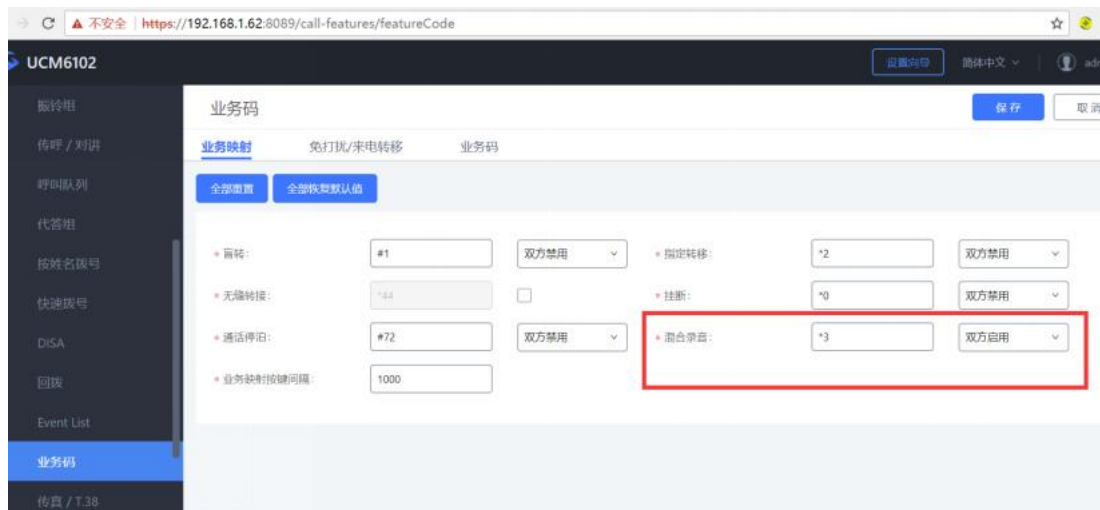 不安全 | https://192.168.1.62:8089/call-features/featureCode
UCM6102
设置向导
简体中文
振铃组
传呼 / 对讲
呼叫队列
代答组
按姓名拨号
快速拨号
DISA
回拨
Event List
业务码
传真 / T.38
业务码
保存
取消
业务映射 免打扰/来电转移 业务码
全部重置 全部恢复默认值
* 盲转: #1 双方禁用 * 指定转移: *2 双方禁用
* 无缝转接: *44 * 挂断: *0 双方禁用
* 通话停泊: #72 双方禁用 * 混合录音: *3 双方启用
* 业务映射按键间隔: 1000